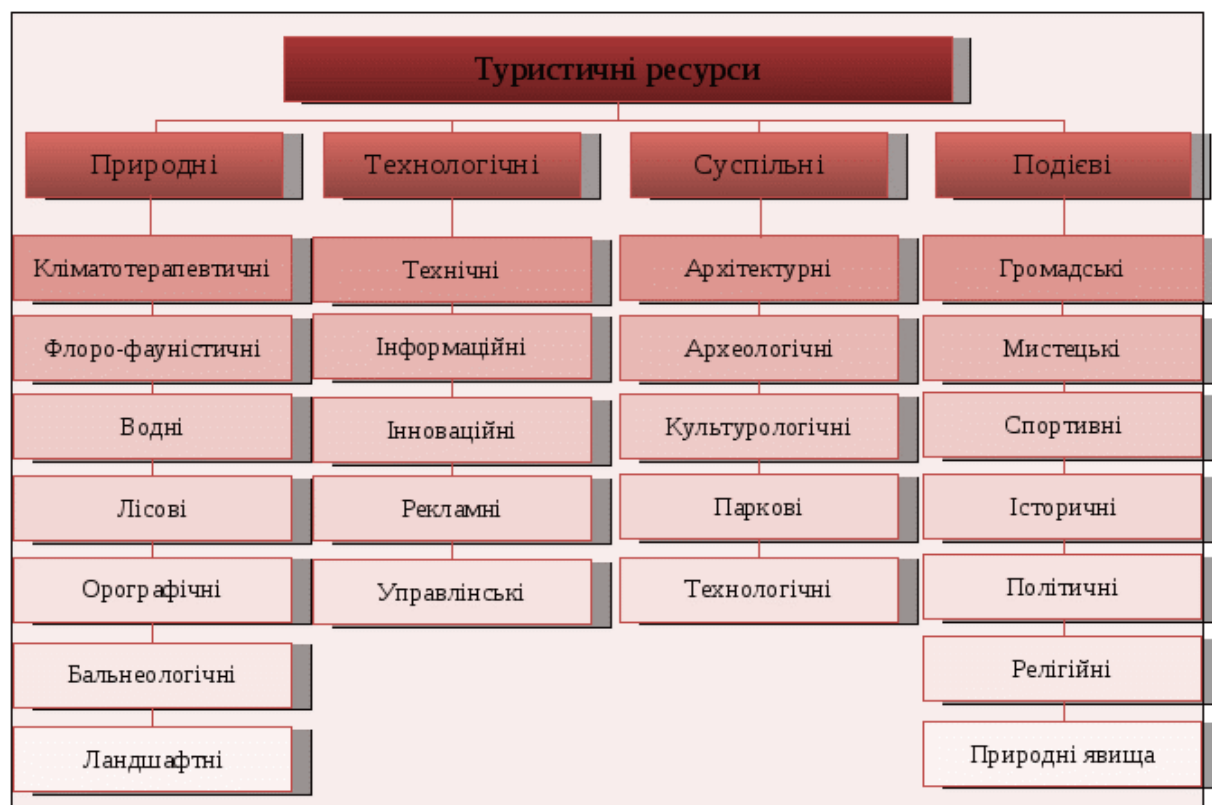 Туристичні ресурси
Природні
Технологічні
Суспільні
Подієві
Кліматотерапевтичні
Технічні
Архітектурні
Громадські
Флоро-фауністичні
Інформаційні
Археологічні
Мистецькі
Водні
Інноваційні
Культурологічні
Спортивні
Лісові
Рекламні
Паркові
Історичні
Орографічні
Управлінські
Технологічні
Політичні
Бальнеологічні
Релігійні
Ландшафтні
Природні явища